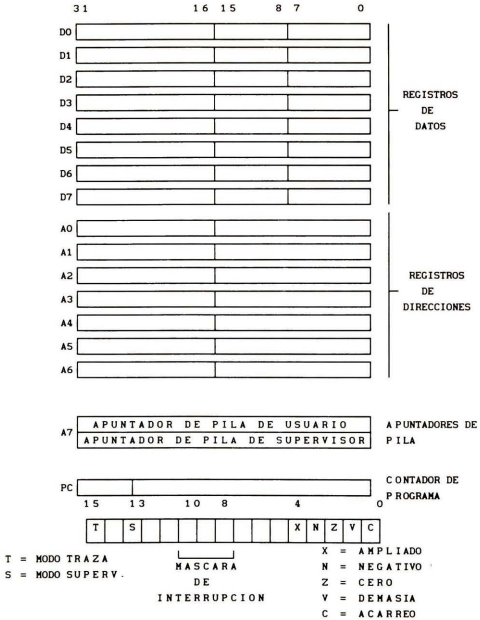 31 16 15 8 7 0
D0
D1
D2
D3
D4
D5
D6
D7
REGISTROS
DE
DATOS
A0
A1
A2
A3
A4
A5
A6
REGISTROS
DE
DIRECCIONES
A7
APUNTADOR DE PILA DE USUARIO
APUNTADOR DE PILA DE SUPERVISOR
APUNTADORES DE
PILA
PC
CONTADOR DE
PROGRAMA
15 13 10 8 4 0
T S X N Z V C
T = MODO TRAZA
S = MODO SUPERV.
MASCARA
DE
INTERRUPCION
X = AMPLIADO
N = NEGATIVO
Z = CERO
V = DEMASIA
C = ACARREO